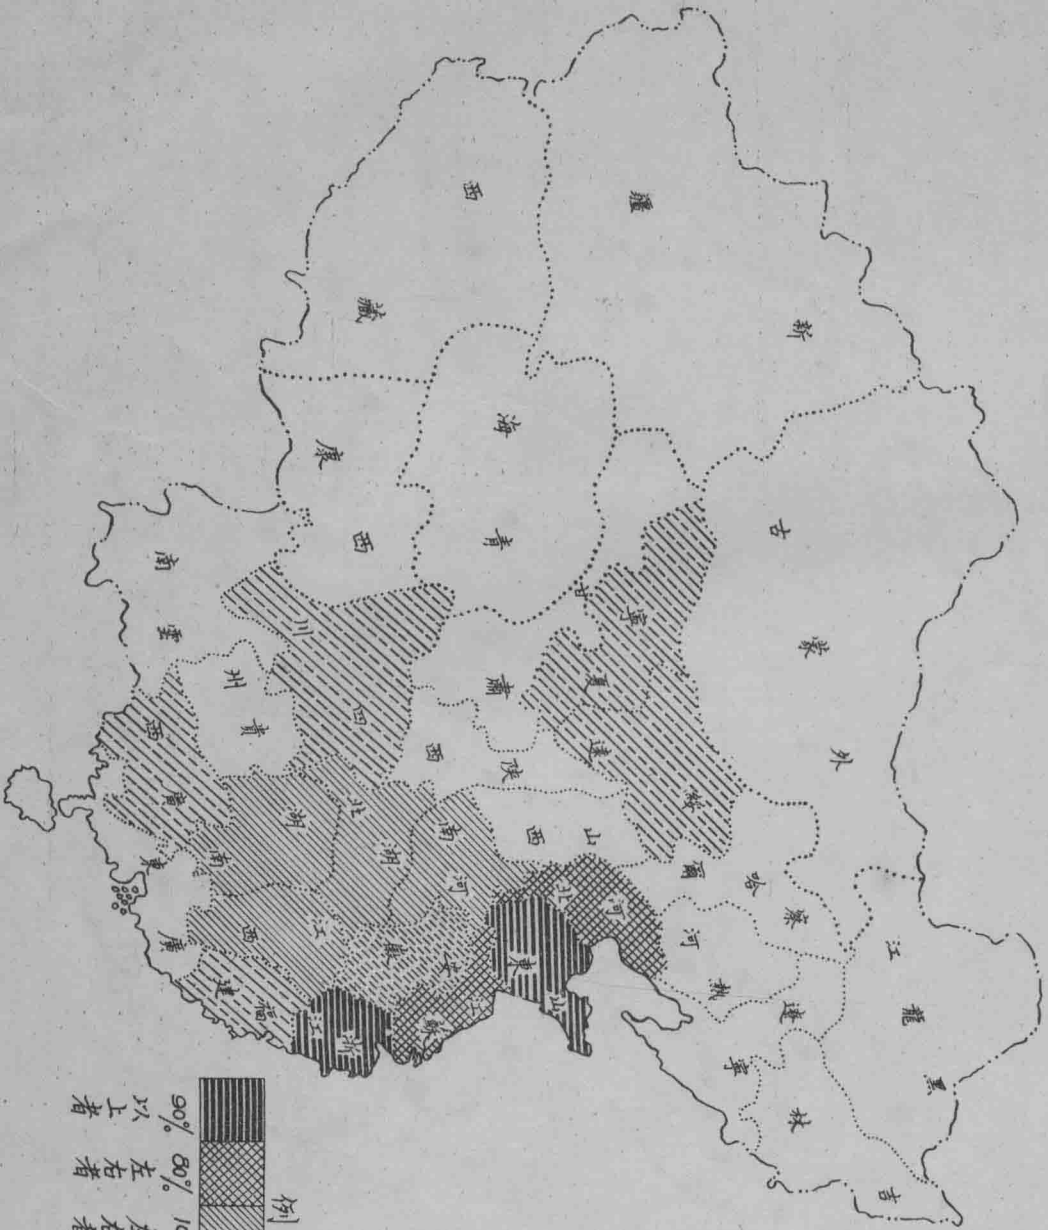 新疆
西藏
青海
西康
外蒙古
黑龍江
吉林
遼寧
熱河
察哈爾
綏遠
寧夏
甘肅
陕西
山西
河北
山東
河南
江蘇
安徽
浙江
福建
江西
湖北
湖南
四川
貴州
雲南
廣西
廣東
例
90%以上者
80%左右者